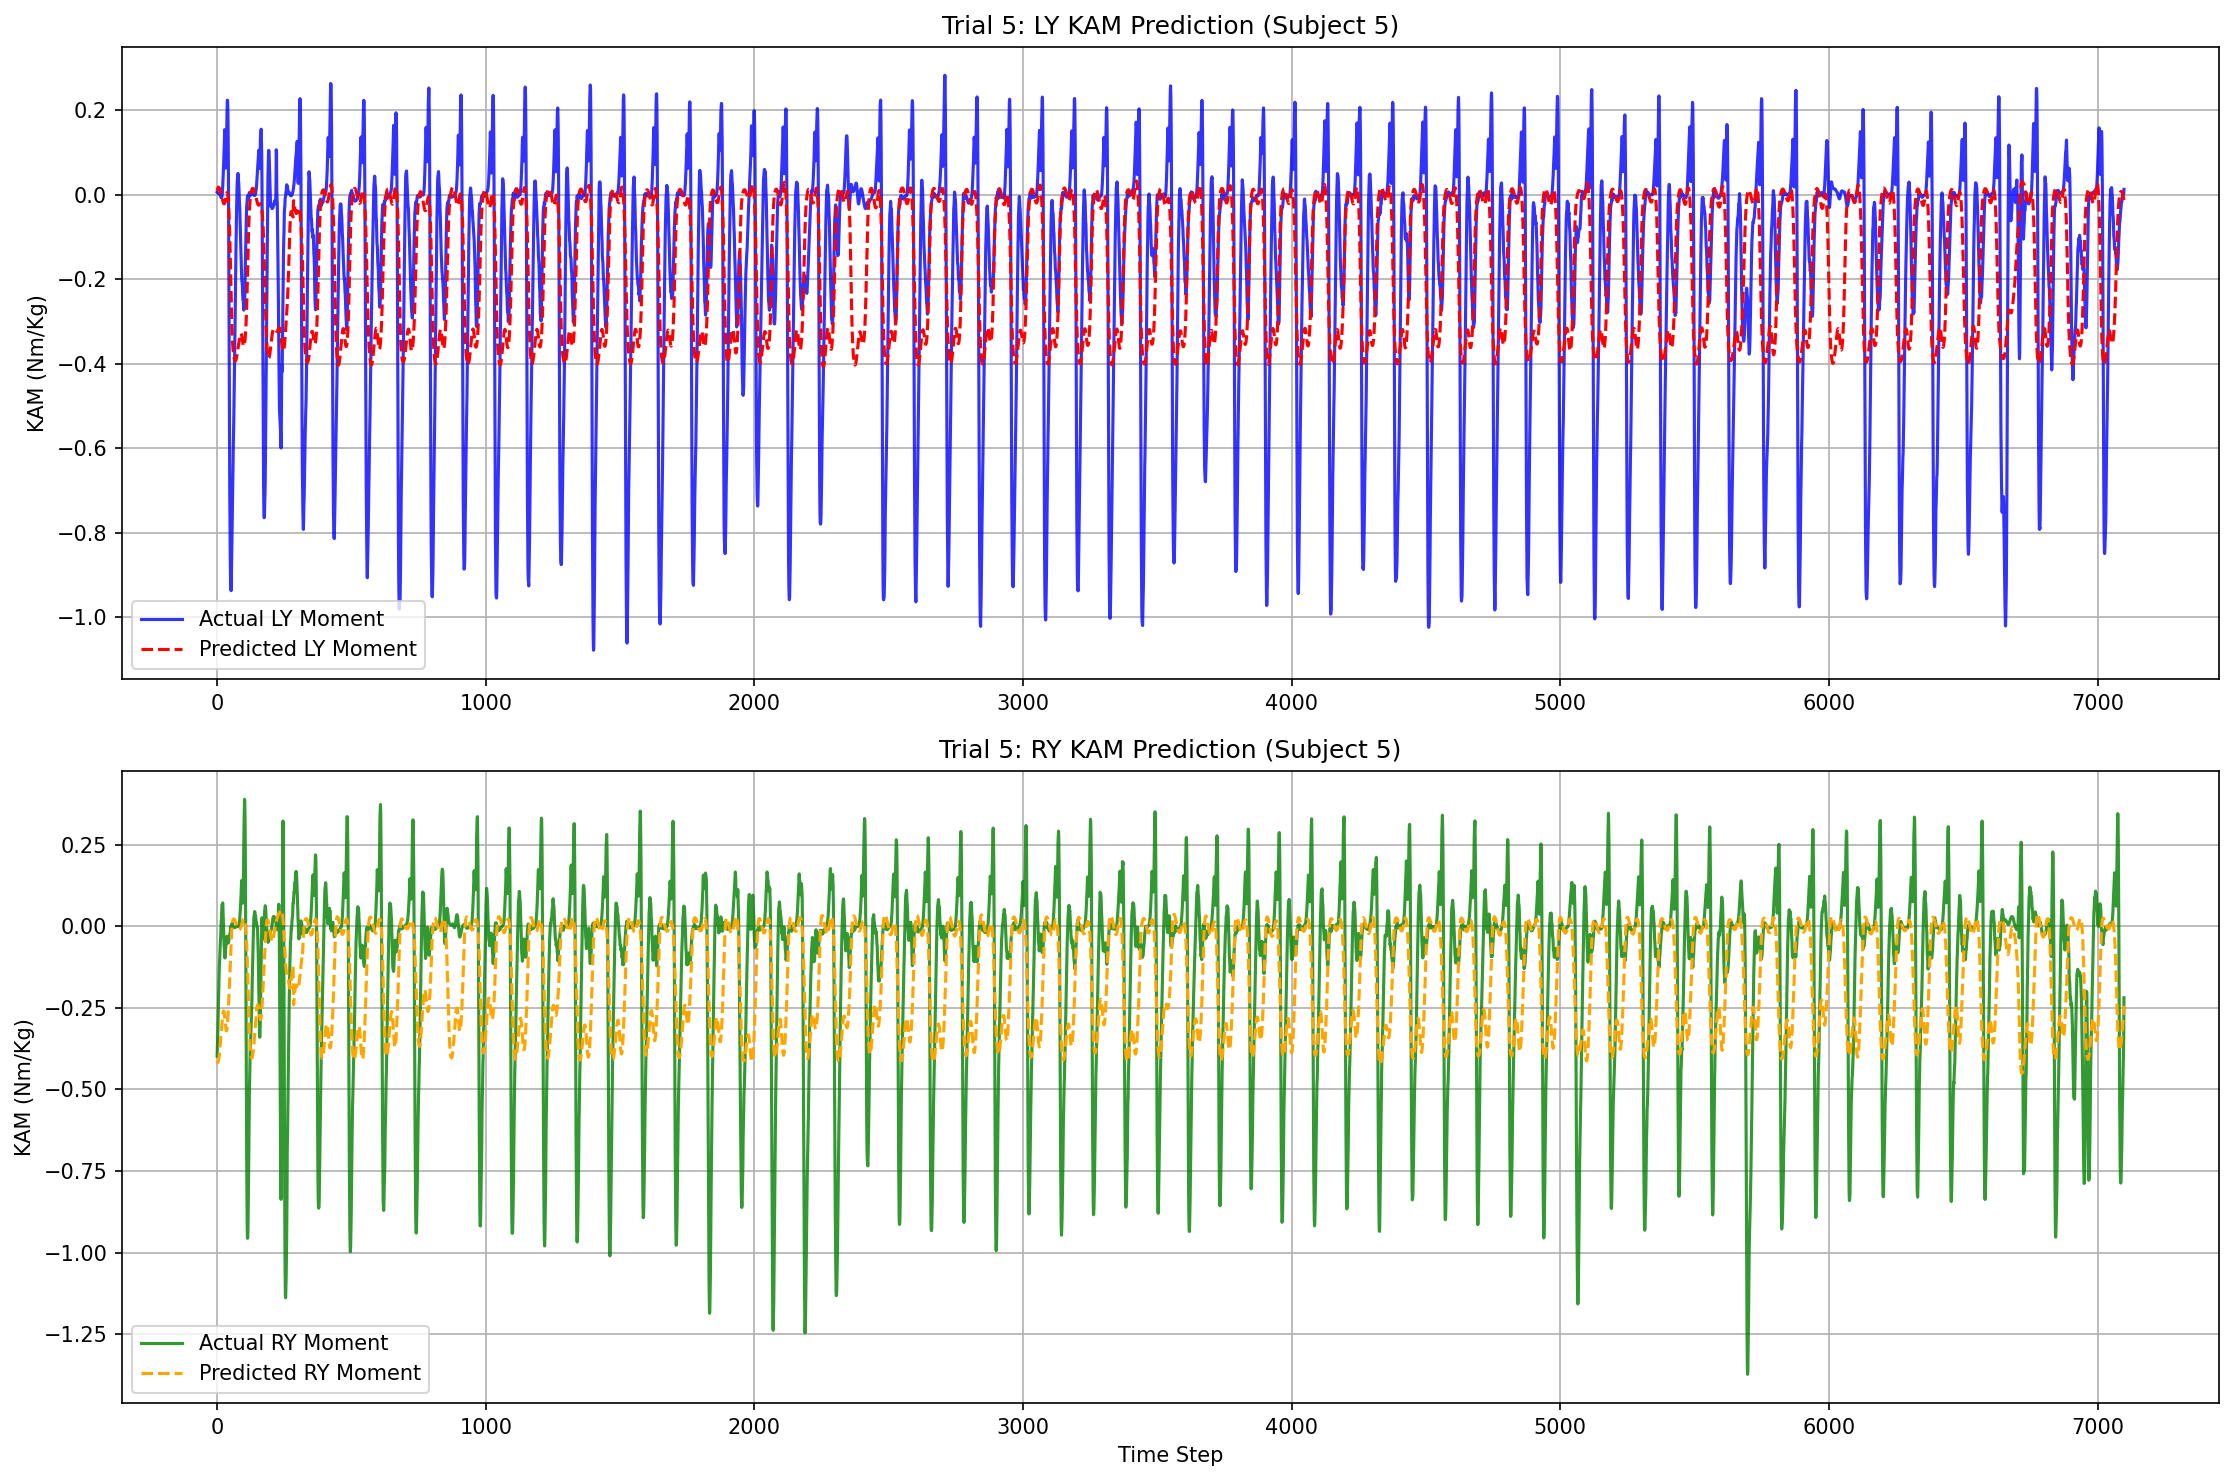 Trial 5: LY KAM Prediction (Subject 5)
KAM (Nm/Kg)
0.2
0.0
−0.2
−0.4
−0.6
−0.8
−1.0
Actual LY Moment
Predicted LY Moment
0 1000 2000 3000 4000 5000 6000 7000
Trial 5: RY KAM Prediction (Subject 5)
KAM (Nm/Kg)
0.25
0.00
−0.25
−0.50
−0.75
−1.00
−1.25
Actual RY Moment
Predicted RY Moment
0 1000 2000 3000 4000 5000 6000 7000
Time Step